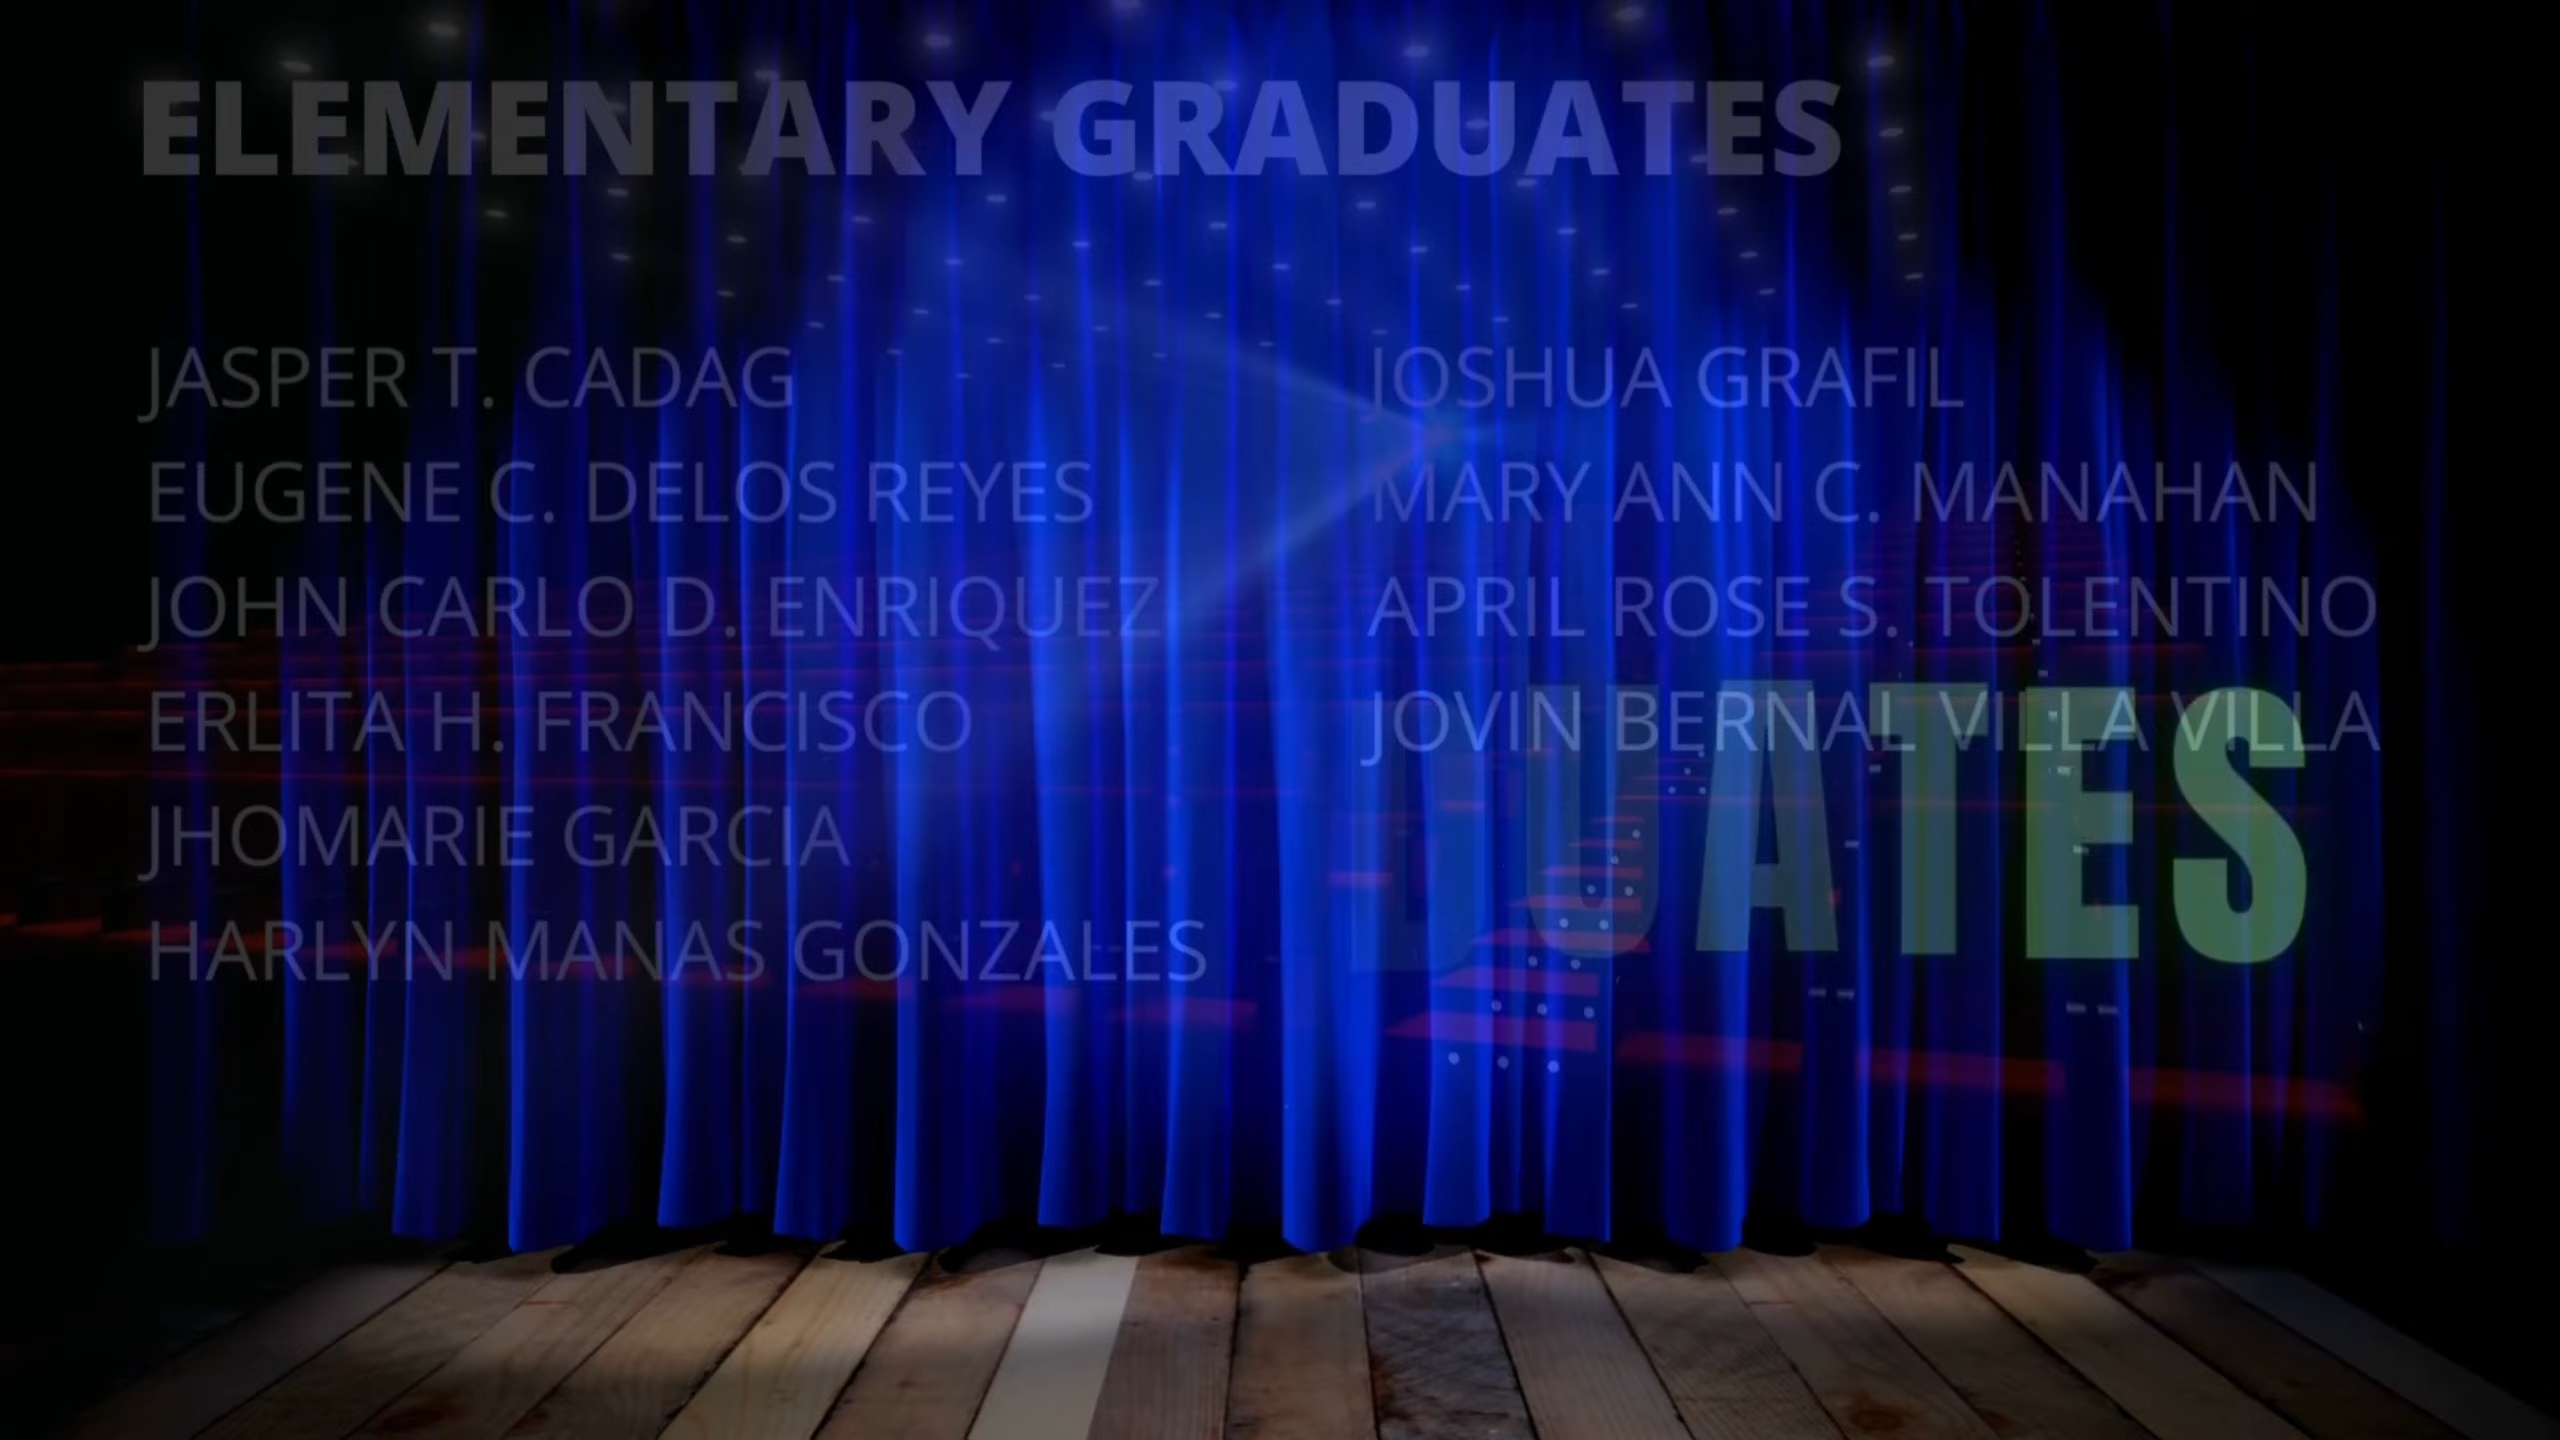 ELEMENTARY GRADUATES
JASPER T. CADAG
EUGENE C. DELOS REYES
JOHN CARLO D. ENRIQUEZ
ERLITA H. FRANCISCO
JHOMARIE GARCIA
HARLYN MANAS GONZALES
JOSHUA GRAFIL
MARY ANN C. MANAHAN
APRIL ROSE S. TOLENTINO
JOVIN BERNAL VILLA VILLA
DUATES